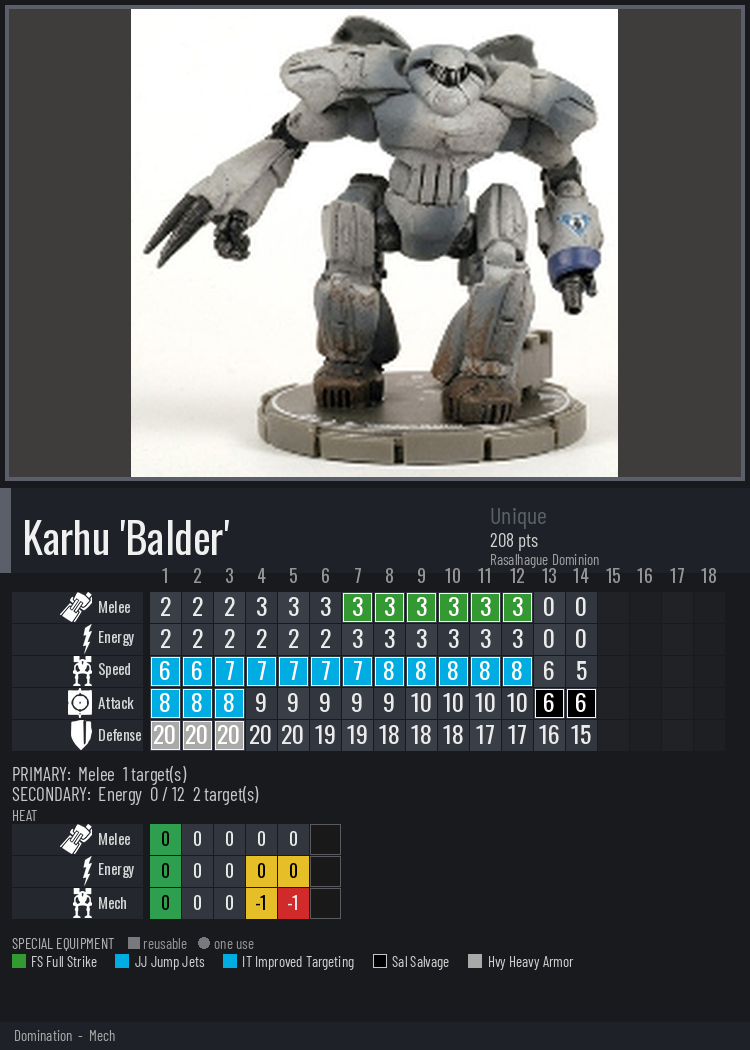 Karhu 'Balder'
Unique
208 pts
Rasalhague Dominion
1 2 3 4 5 6 7 8 9 10 11 12 13 14 15 16 17 18
Melee 2 2 2 3 3 3 3 3 3 3 3 3 0 0
Energy 2 2 2 2 2 2 3 3 3 3 3 3 0 0
Speed 6 6 7 7 7 7 7 8 8 8 8 8 6 5
Attack 8 8 8 9 9 9 9 9 10 10 10 10 6 6
Defense 20 20 20 20 20 19 19 18 18 18 17 17 16 15
PRIMARY: Melee 1 target(s)
SECONDARY: Energy 0 / 12 2 target(s)
HEAT
Melee 0 0 0 0 0
Energy 0 0 0 0 0
Mech 0 0 0 -1 -1
SPECIAL EQUIPMENT reusable one use
FS Full Strike JJ Jump Jets IT Improved Targeting Sal Salvage Hvy Heavy Armor
Domination - Mech